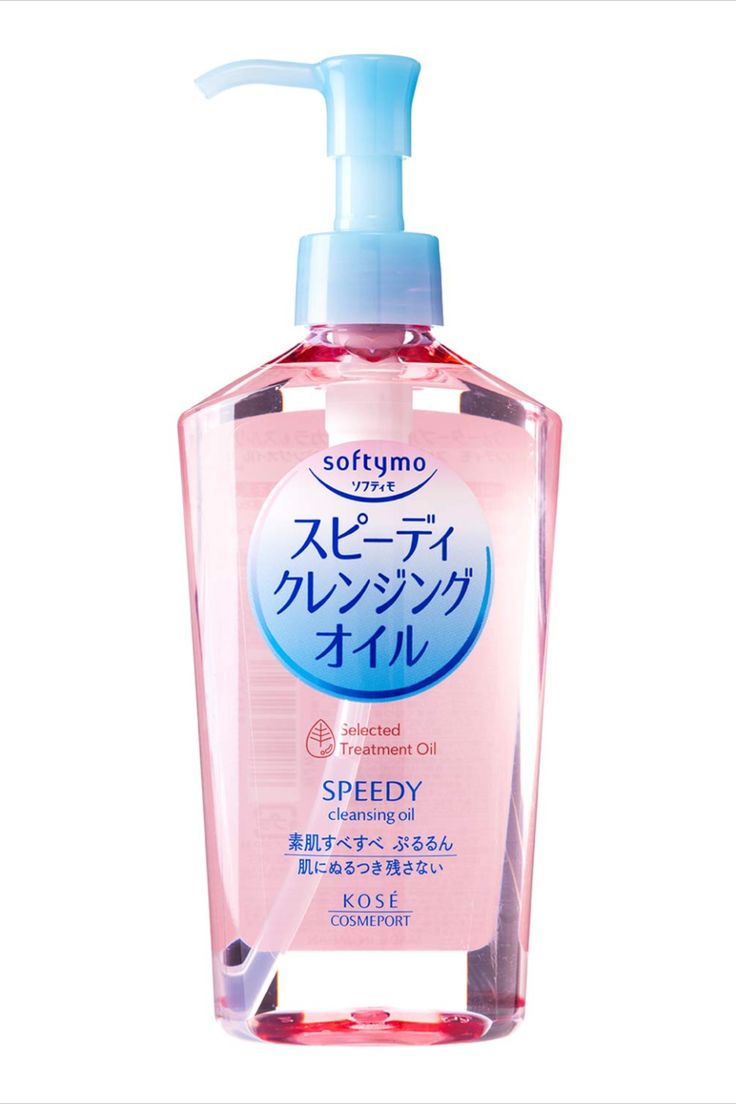 softymo
ソフティモ
スピーディ
クレンジング
オイル
Selected
Treatment Oil
SPEEDY
cleansing oil
素肌すべすべ ぷるるん
肌にぬるつき残さない
KOSÉ
COSMEPORT